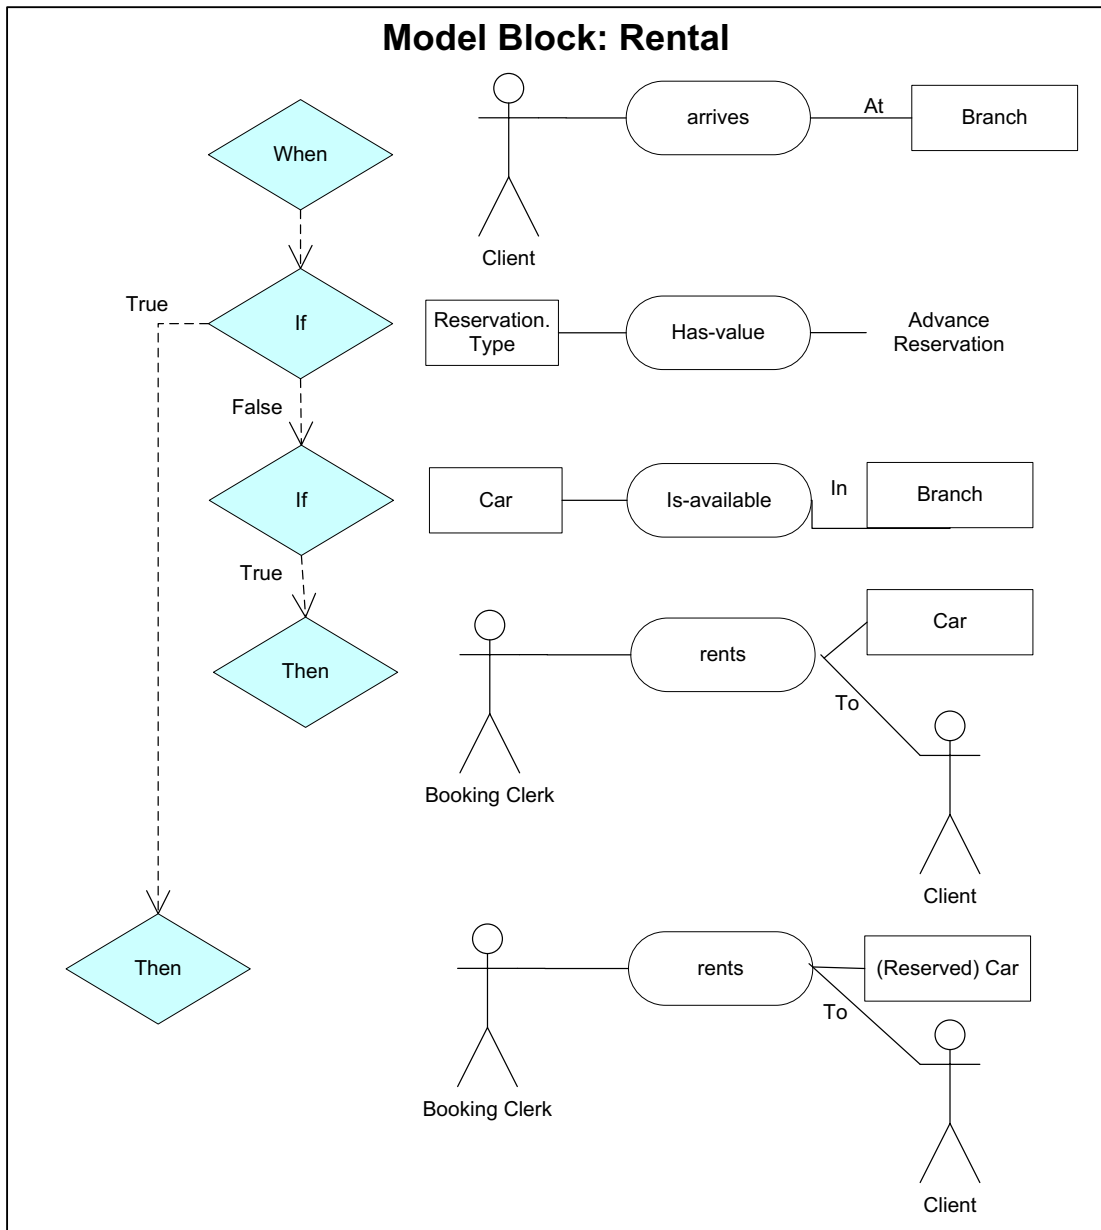 Model Block: Rental
When
arrives
At
Branch
Client
True
If
Reservation.
Type
Has-value
Advance
Reservation
False
If
Car
Is-available
In
Branch
True
Then
Booking Clerk
rents
Car
To
Client
Then
Booking Clerk
rents
(Reserved) Car
To
Client